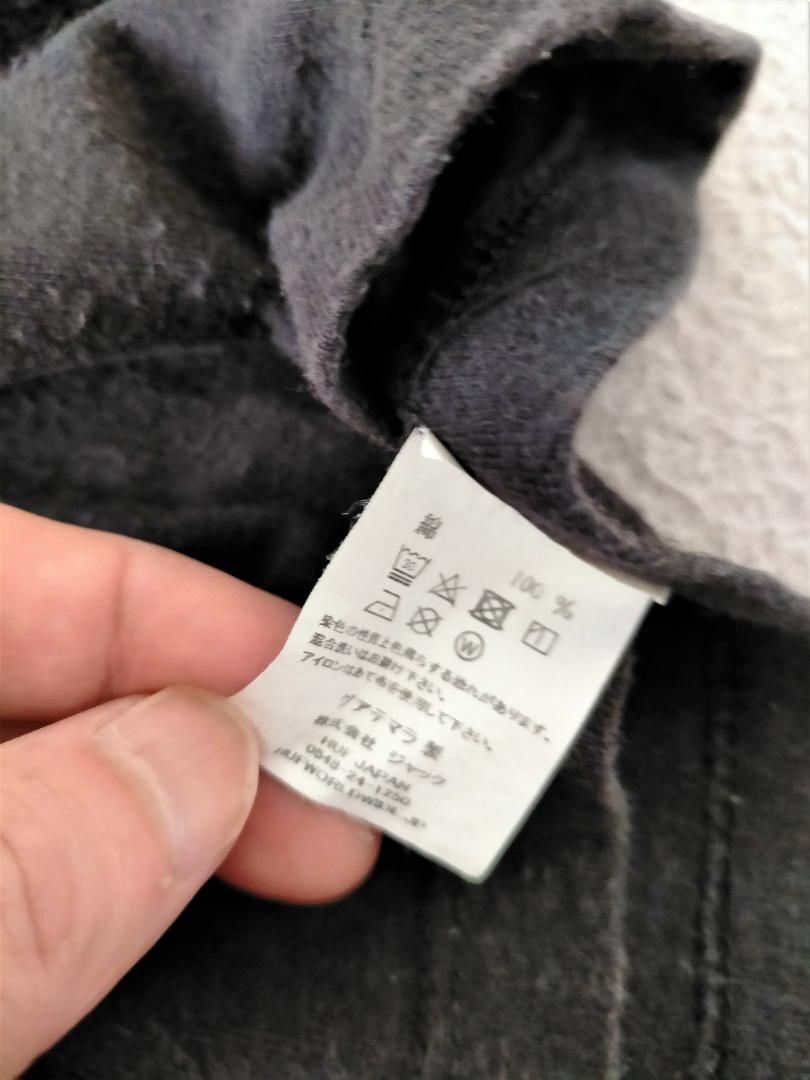 綿 100 %
30
W
染色の性質上色落らする恐れがあります。
混合洗いはお避け下さい。
アイロンはあて布を使用して下さい。
グアテマラ 製
株式会社 ジャック
HUF JAPAN
0548-24-1250
HUFWORLDWIDE.JP